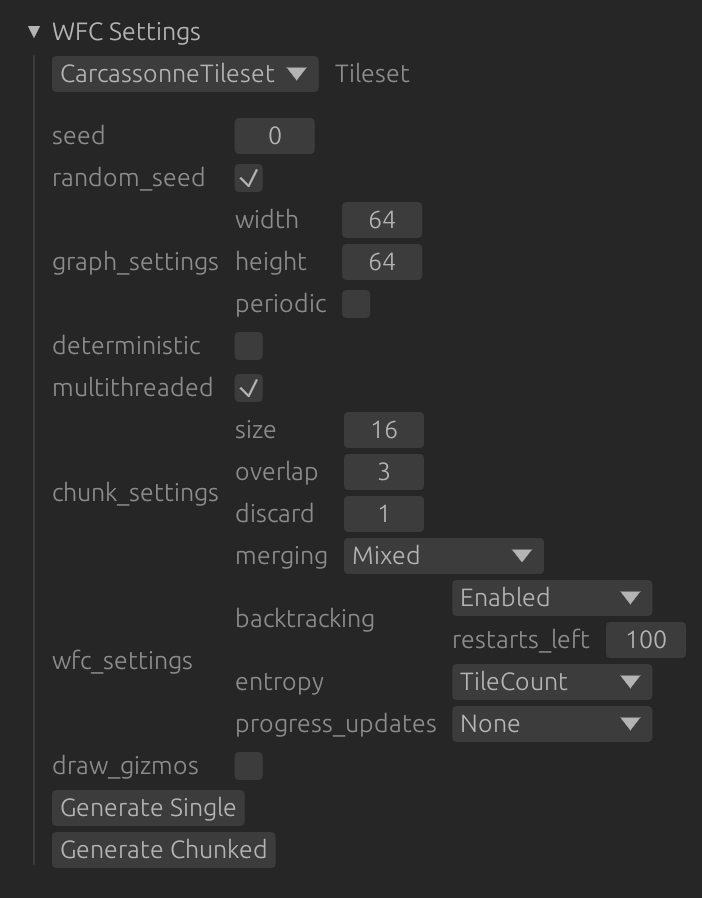 WFC Settings
CarcassonneTileset Tileset
seed 0
random_seed
width 64
graph_settings height 64
periodic
deterministic
multithreaded
size 16
overlap 3
chunk_settings
discard 1
merging Mixed
Enabled
backtracking
restarts_left 100
wfc_settings
entropy TileCount
progress_updates None
draw_gizmos
Generate Single
Generate Chunked